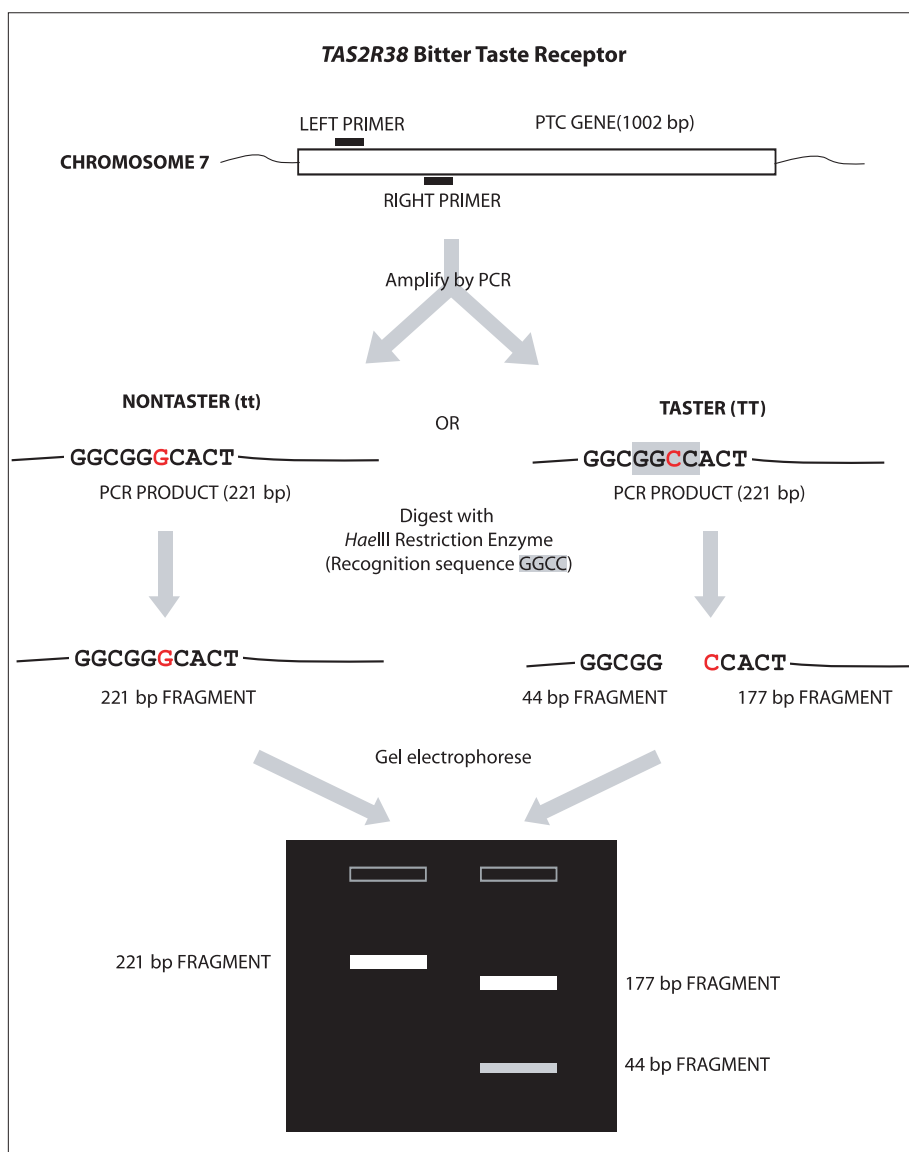 TAS2R38 Bitter Taste Receptor
LEFT PRIMER
PTC GENE(1002 bp)
CHROMOSOME 7
RIGHT PRIMER
Amplify by PCR
NONTASTER (tt)
OR
TASTER (TT)
GGCGGGCACT
GGCGGCCACT
PCR PRODUCT (221 bp)
PCR PRODUCT (221 bp)
Digest with
HaeIII Restriction Enzyme
(Recognition sequence GGCC)
GGCGGGCACT
GGCGG CCACT
221 bp FRAGMENT
44 bp FRAGMENT
177 bp FRAGMENT
Gel electrophorese
221 bp FRAGMENT
177 bp FRAGMENT
44 bp FRAGMENT